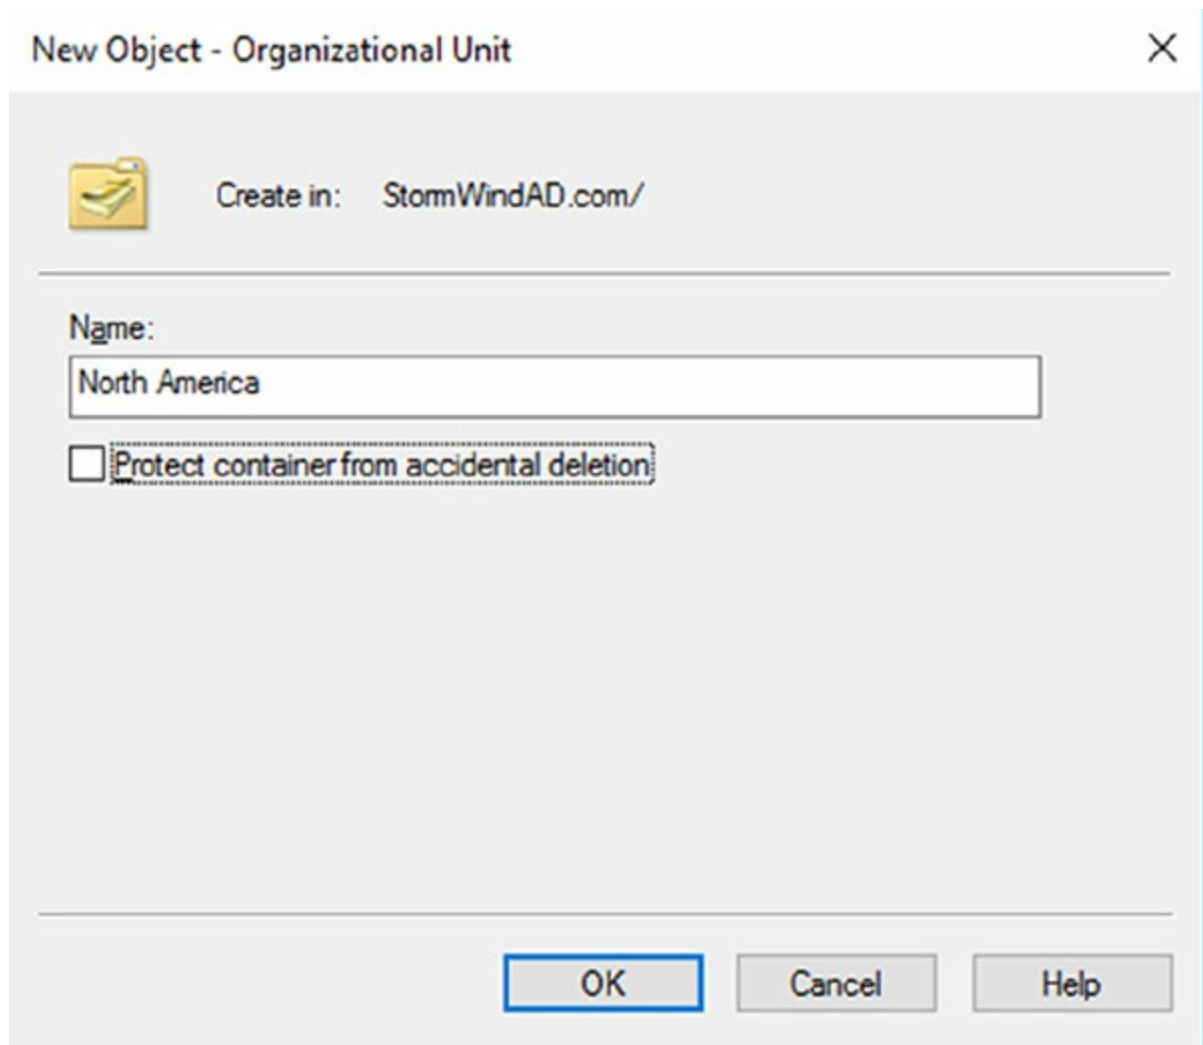 New Object - Organizational Unit
Create in: StormWindAD.com/
Name:
North America
Protect container from accidental deletion
OK Cancel Help